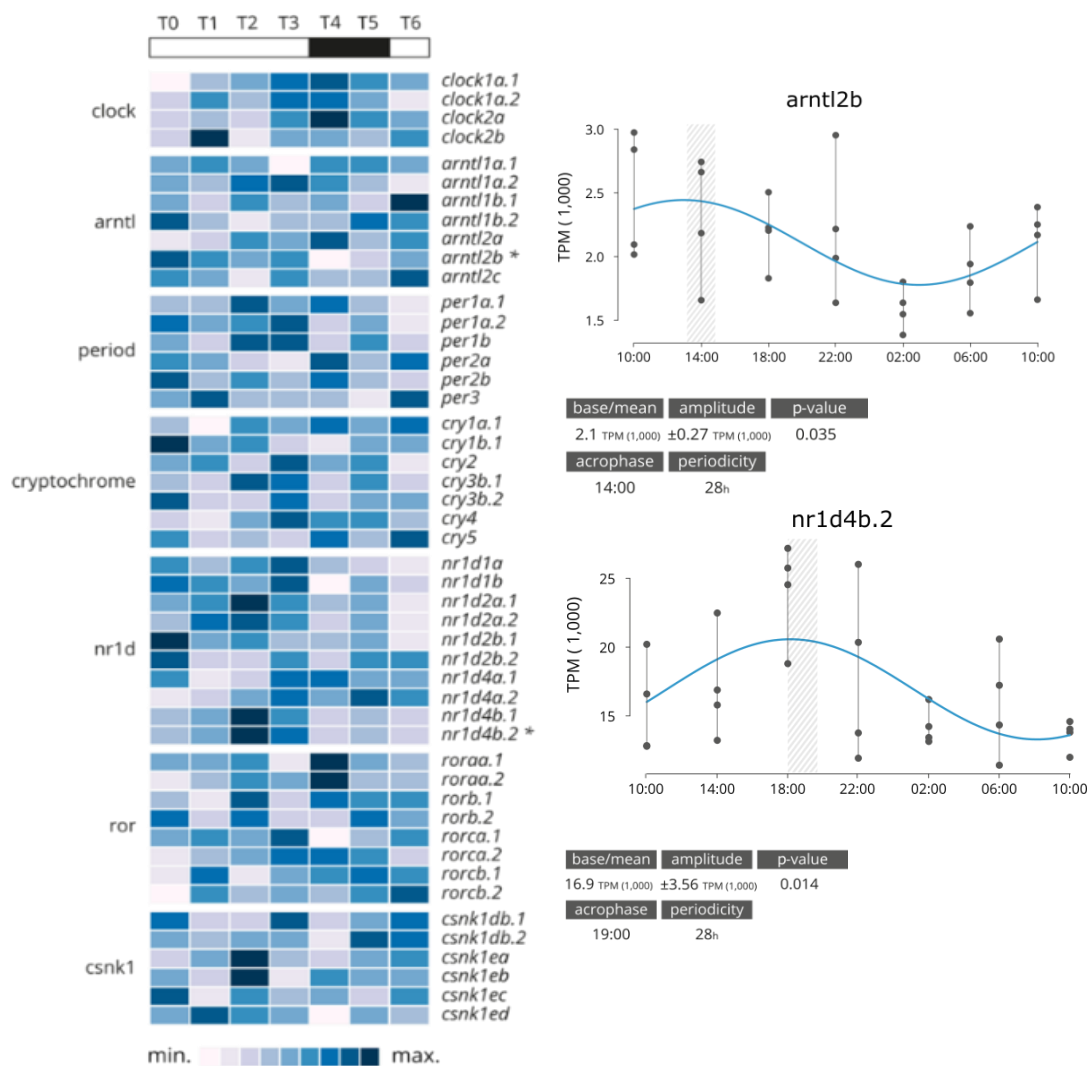 T0 T1 T2 T3 T4 T5 T6
clock
clock1a.1
clock1a.2
clock2a
clock2b
arntl
arntl1a.1
arntl1a.2
arntl1b.1
arntl1b.2
arntl2a
arntl2b *
arntl2c
period
per1a.1
per1a.2
per1b
per2a
per2b
per3
cryptochrome
cry1a.1
cry1b.1
cry2
cry3b.1
cry3b.2
cry4
cry5
nr1d
nr1d1a
nr1d1b
nr1d2a.1
nr1d2a.2
nr1d2b.1
nr1d2b.2
nr1d4a.1
nr1d4a.2
nr1d4b.1
nr1d4b.2 *
ror
roraa.1
roraa.2
rorb.1
rorb.2
rorca.1
rorca.2
rorcb.1
rorcb.2
csnk1
csnk1db.1
csnk1db.2
csnk1ea
csnk1eb
csnk1ec
csnk1ed
min. max.
arntl2b
TPM ( 1,000)
3.0
2.5
2.0
1.5
10:00 14:00 18:00 22:00 02:00 06:00 10:00
base/mean amplitude p-value
2.1 TPM (1,000) ±0.27 TPM (1,000) 0.035
acrophase periodicity
14:00 28h
nr1d4b.2
TPM ( 1,000)
25
20
15
10:00 14:00 18:00 22:00 02:00 06:00 10:00
base/mean amplitude p-value
16.9 TPM (1,000) ±3.56 TPM (1,000) 0.014
acrophase periodicity
19:00 28h